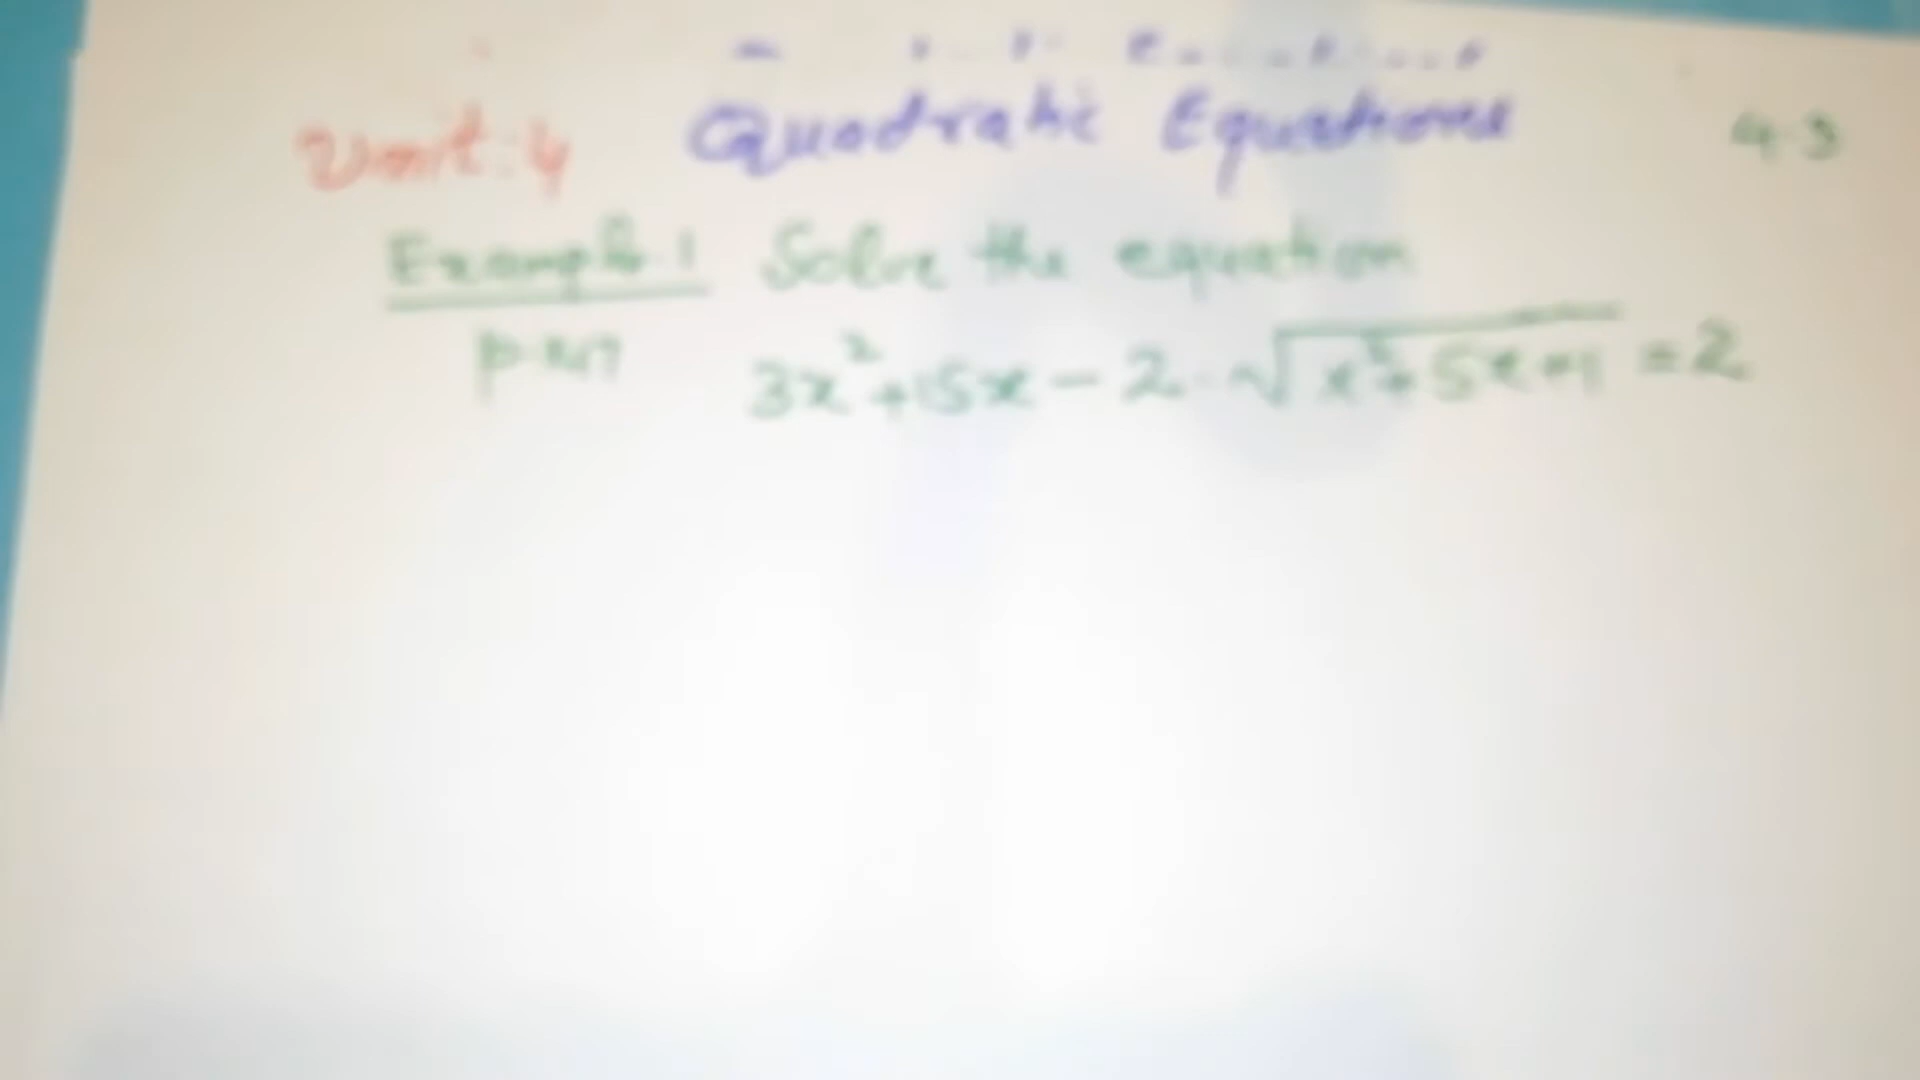 Unit:4 Quadratic Equations 4.3
Example.1 Solve the equation
3x²+15x-2·√x²+5x+1 =2